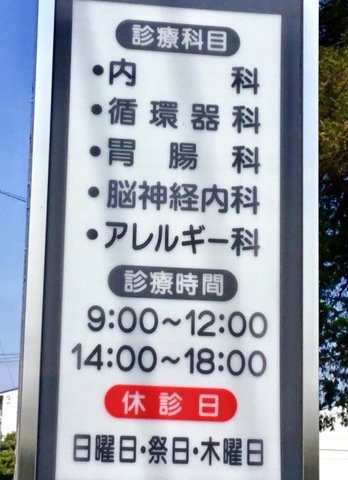 診療科目
・内科
・循環器科
・胃腸科
・脳神経内科
・アレルギー科
診療時間
9:00～12:00
14:00～18:00
休診日
日曜日・祭日・木曜日